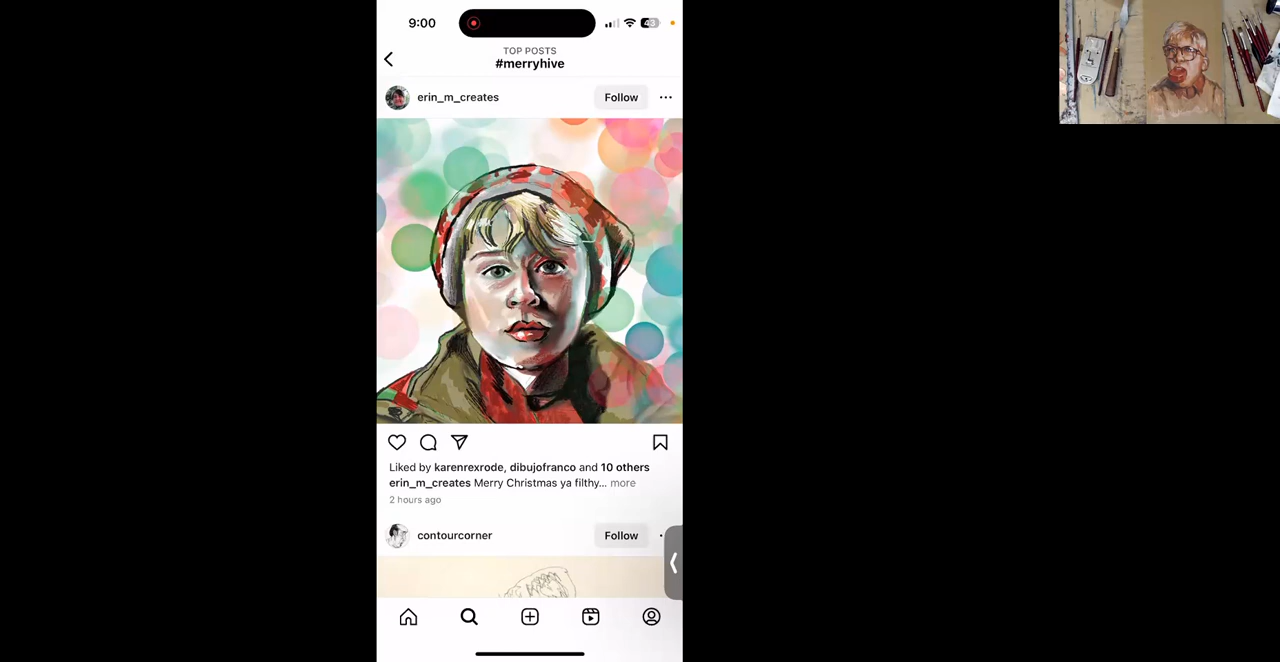 9:00
43
TOP POSTS
#merryhive
erin_m_creates
Follow
Liked by karenrexrode, dibujofranco and 10 others
erin_m_creates Merry Christmas ya filthy... more
2 hours ago
contourcorner
Follow